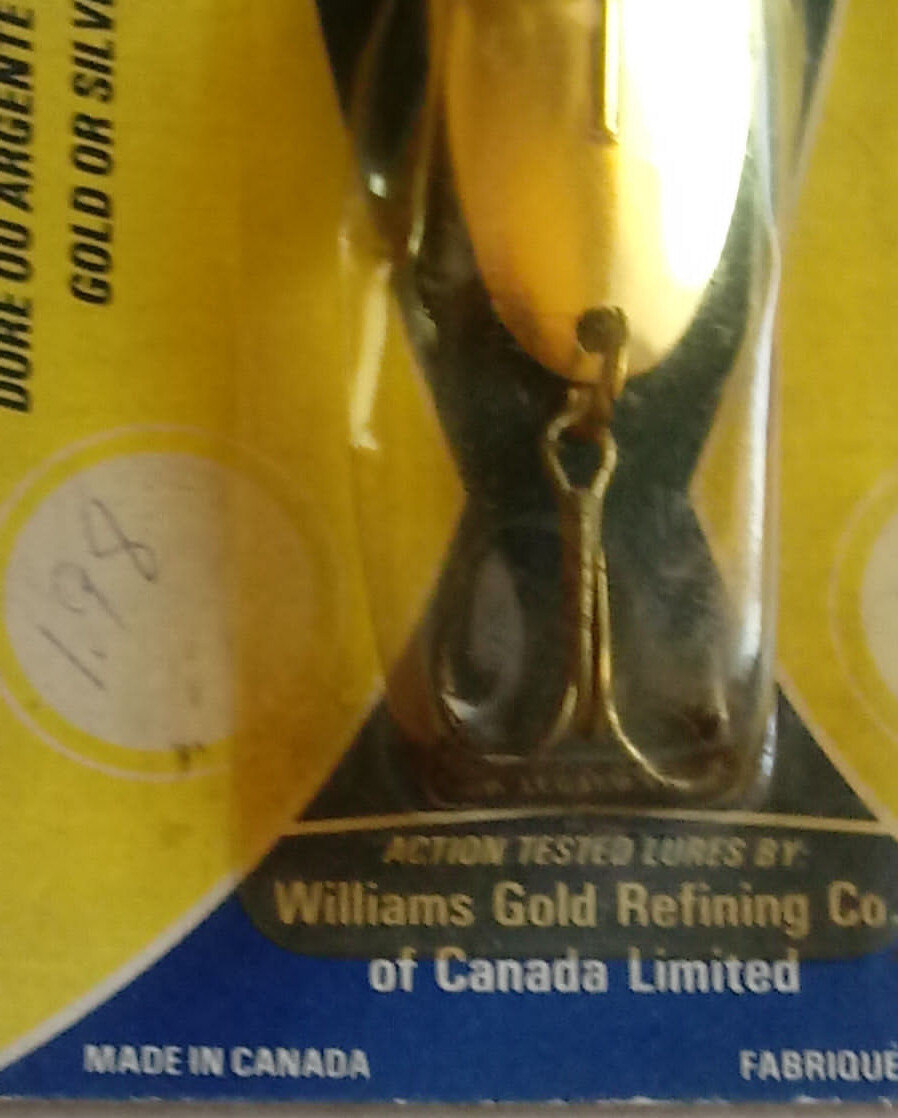 DORE OU ARGENTE
GOLD OR SILVE
1.98
ACTION TESTED LURES BY:
Williams Gold Refining Co.
of Canada Limited
MADE IN CANADA
FABRIQUÉ